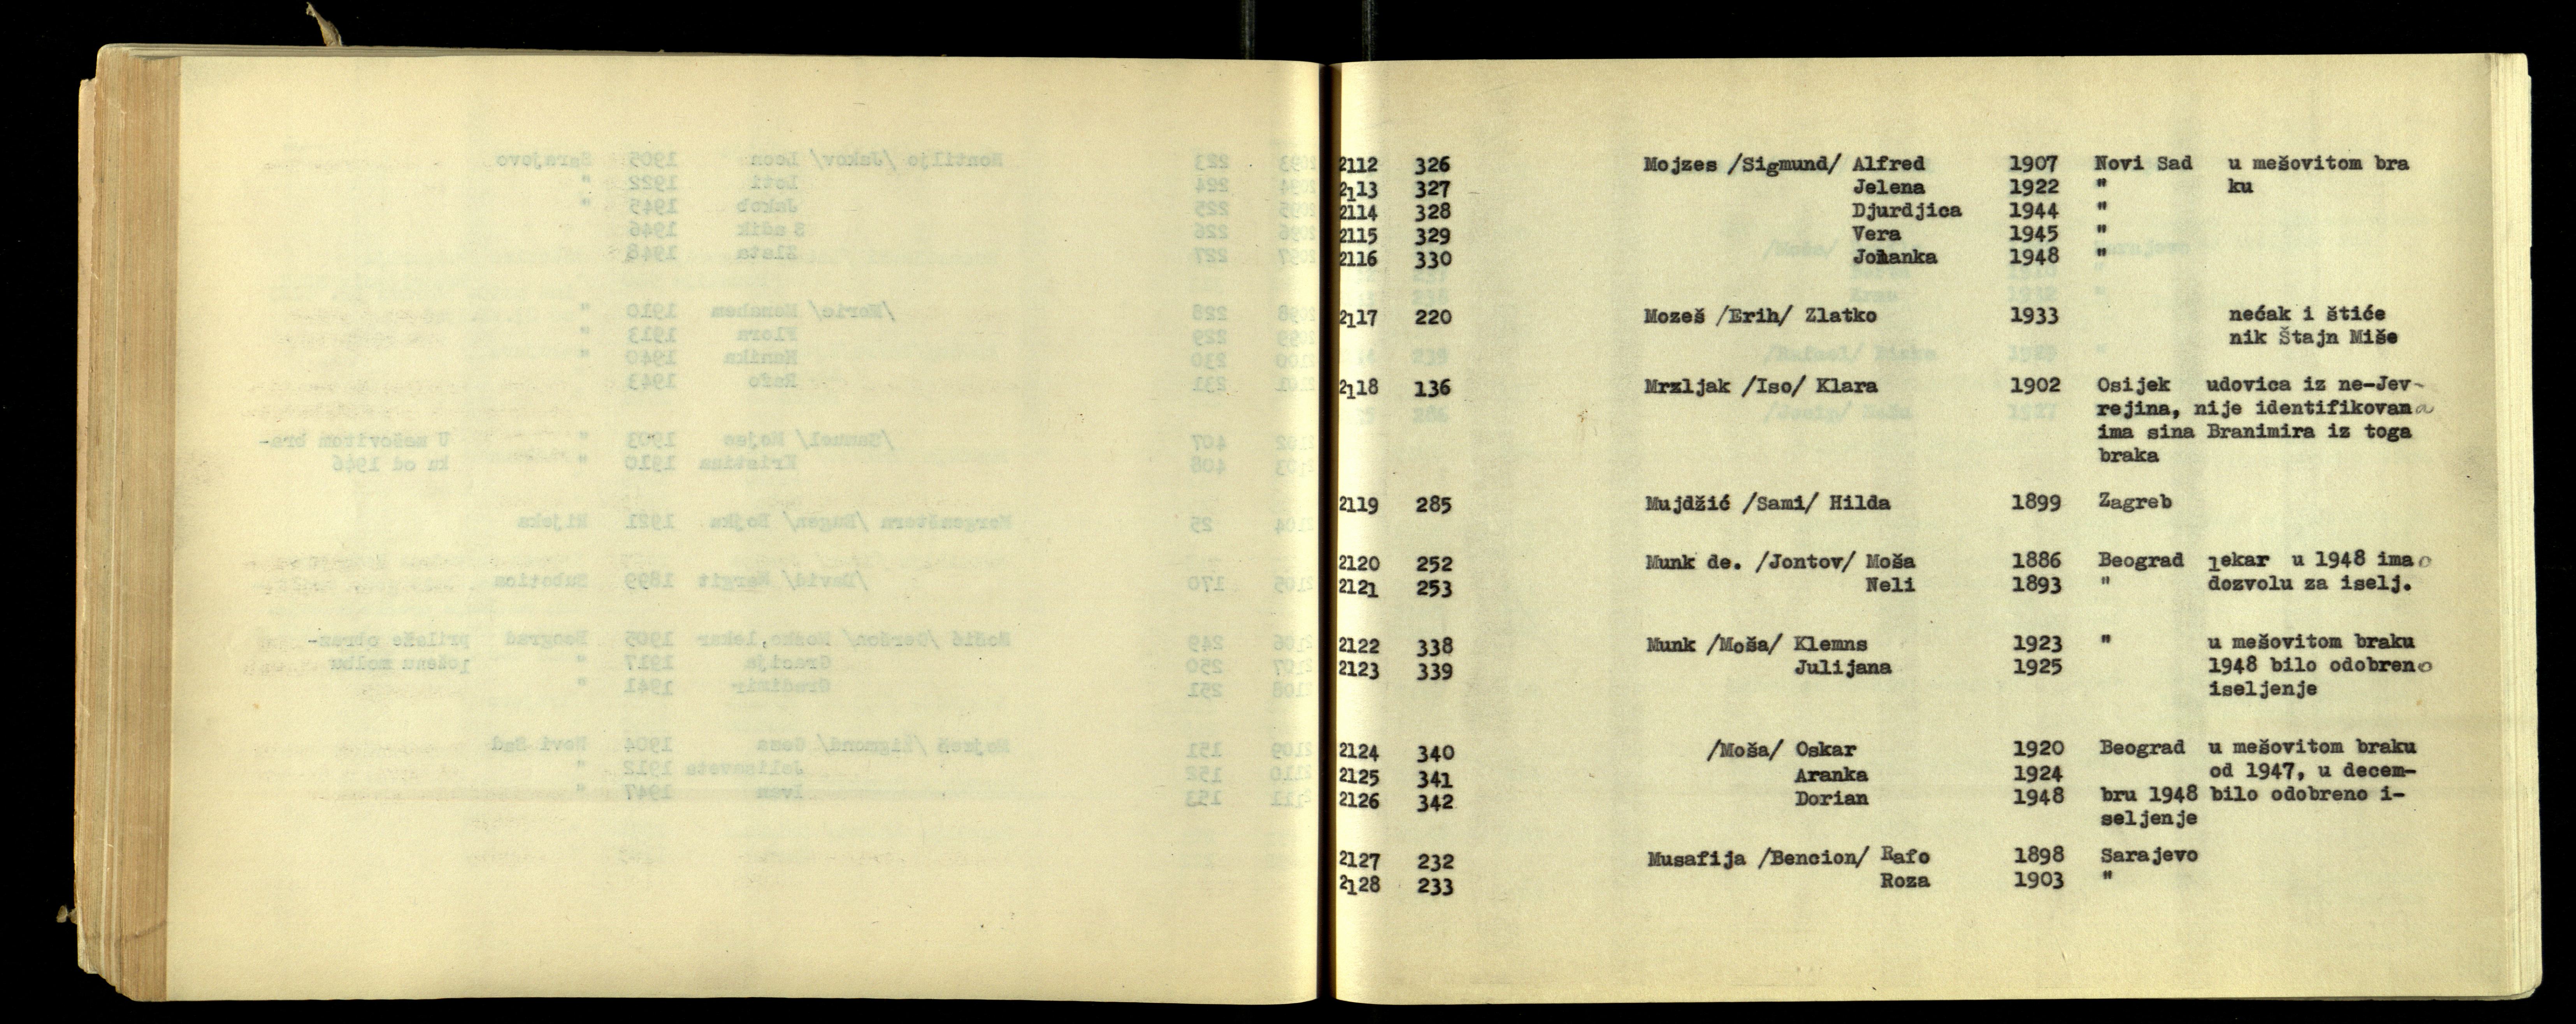 2112 326 Mojzes /Sigmund/ Alfred 1907 Novi Sad u mešovitom bra
2113 327 Jelena 1922 " ku
2114 328 Djurdjica 1944 "
2115 329 Vera 1945 "
2116 330 Johanka 1948 "
2117 220 Mozeš /Erih/ Zlatko 1933 nećak i štiće
nik Štajn Miše
2118 136 Mrzljak /Iso/ Klara 1902 Osijek udovica iz ne-Jev-
rejina, nije identifikovana
ima sina Branimira iz toga
braka
2119 285 Mujdžić /Sami/ Hilda 1899 Zagreb
2120 252 Munk de. /Jontov/ Moša 1886 Beograd lekar u 1948 imao
2121 253 Neli 1893 " dozvolu za iselj.
2122 338 Munk /Moša/ Klemns 1923 " u mešovitom braku
2123 339 Julijana 1925 1948 bilo odobreno
iseljenje
2124 340 /Moša/ Oskar 1920 Beograd u mešovitom braku
2125 341 Aranka 1924 od 1947, u decem-
2126 342 Dorian 1948 bru 1948 bilo odobreno i-
seljenje
2127 232 Musafija /Bencion/ Rafo 1898 Sarajevo
2128 233 Roza 1903 "